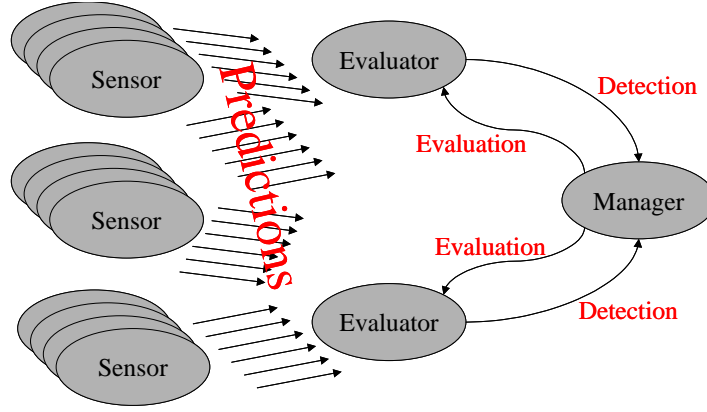 Sensor
Predictions
Evaluator
Detection
Evaluation
Sensor
Manager
Evaluation
Evaluator
Detection
Sensor